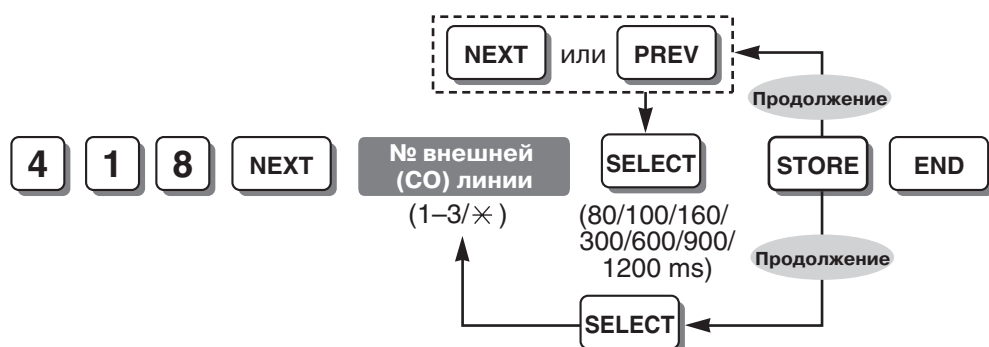 NEXT или PREV
Продолжение
4 1 8 NEXT № внешней (CO) линии SELECT STORE END
(1–3/✳)
(80/100/160/
300/600/900/
1200 ms)
Продолжение
SELECT